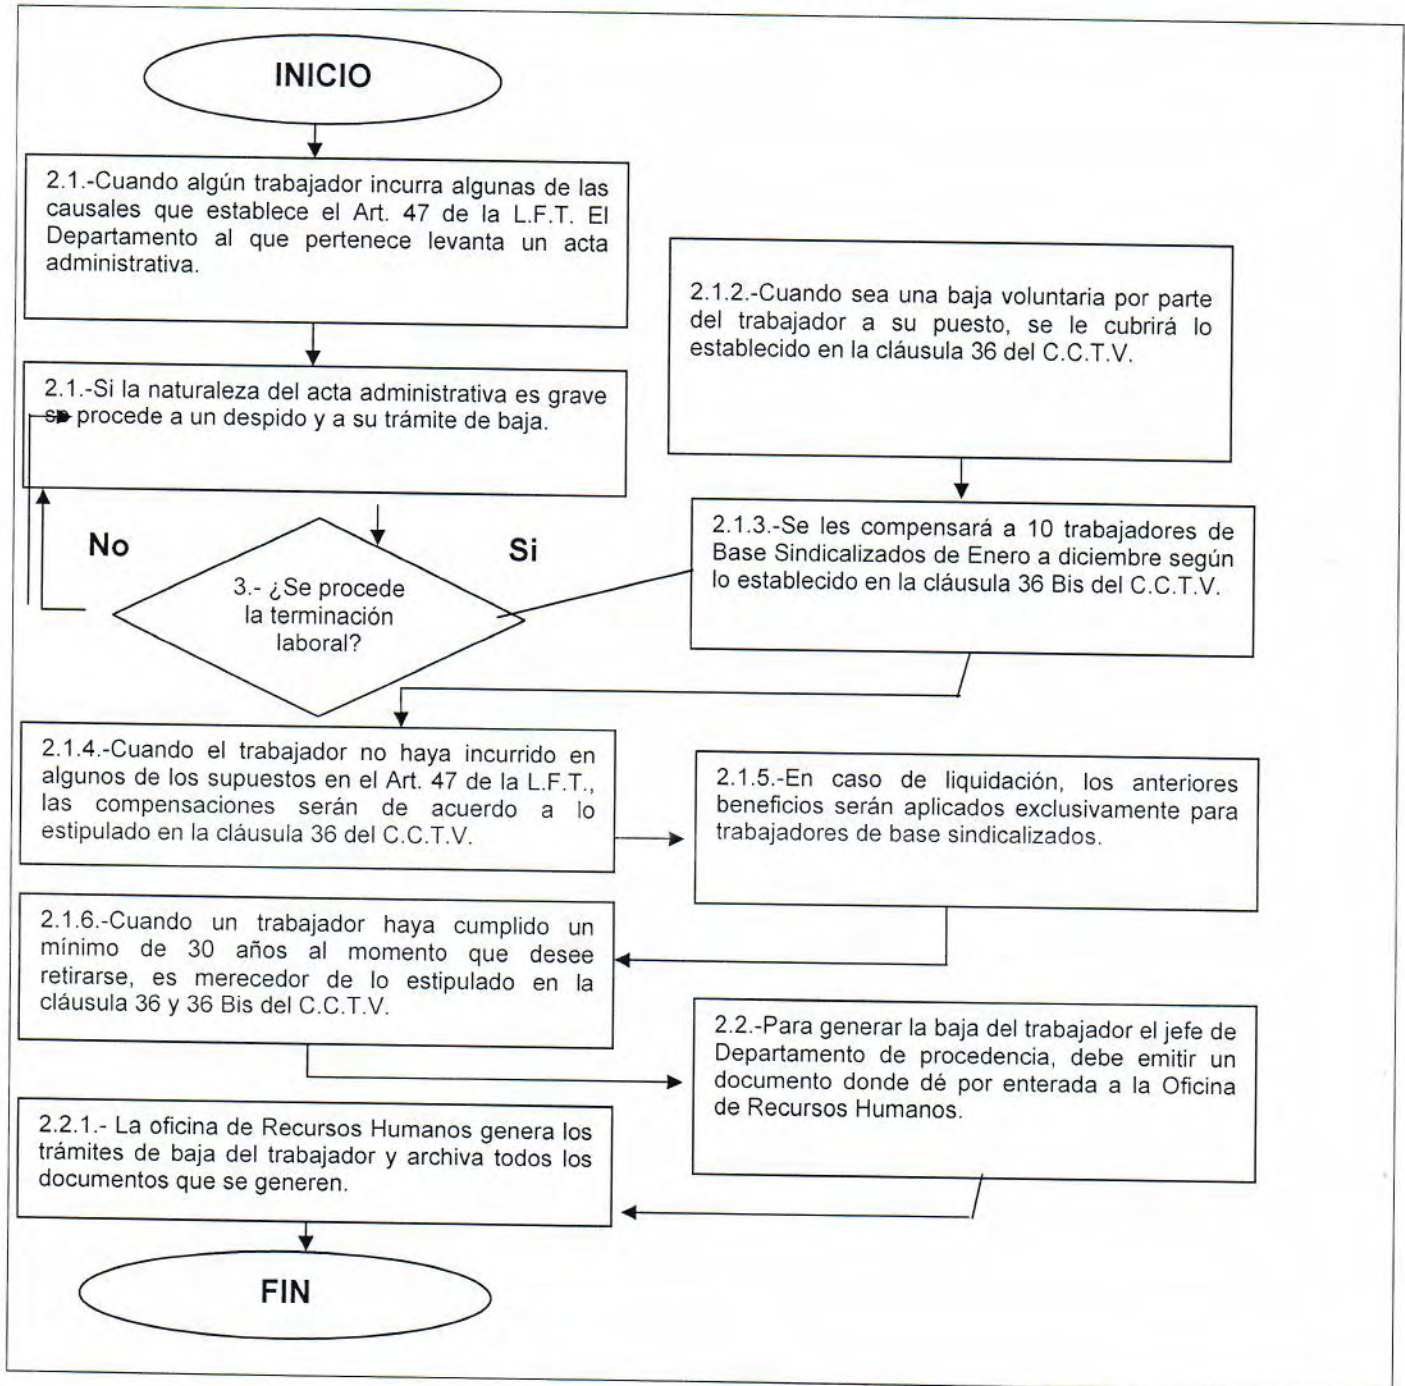 INICIO
2.1.-Cuando algún trabajador incurra algunas de las
causales que establece el Art. 47 de la L.F.T. El
Departamento al que pertenece levanta un acta
administrativa.
2.1.2.-Cuando sea una baja voluntaria por parte
del trabajador a su puesto, se le cubrirá lo
establecido en la cláusula 36 del C.C.T.V.
2.1.-Si la naturaleza del acta administrativa es grave
se procede a un despido y a su trámite de baja.
No
Si
3.- ¿Se procede
la terminación
laboral?
2.1.3.-Se les compensará a 10 trabajadores de
Base Sindicalizados de Enero a diciembre según
lo establecido en la cláusula 36 Bis del C.C.T.V.
2.1.4.-Cuando el trabajador no haya incurrido en
algunos de los supuestos en el Art. 47 de la L.F.T.,
las compensaciones serán de acuerdo a lo
estipulado en la cláusula 36 del C.C.T.V.
2.1.5.-En caso de liquidación, los anteriores
beneficios serán aplicados exclusivamente para
trabajadores de base sindicalizados.
2.1.6.-Cuando un trabajador haya cumplido un
mínimo de 30 años al momento que desee
retirarse, es merecedor de lo estipulado en la
cláusula 36 y 36 Bis del C.C.T.V.
2.2.-Para generar la baja del trabajador el jefe de
Departamento de procedencia, debe emitir un
documento donde dé por enterada a la Oficina
de Recursos Humanos.
2.2.1.- La oficina de Recursos Humanos genera los
trámites de baja del trabajador y archiva todos los
documentos que se generen.
FIN